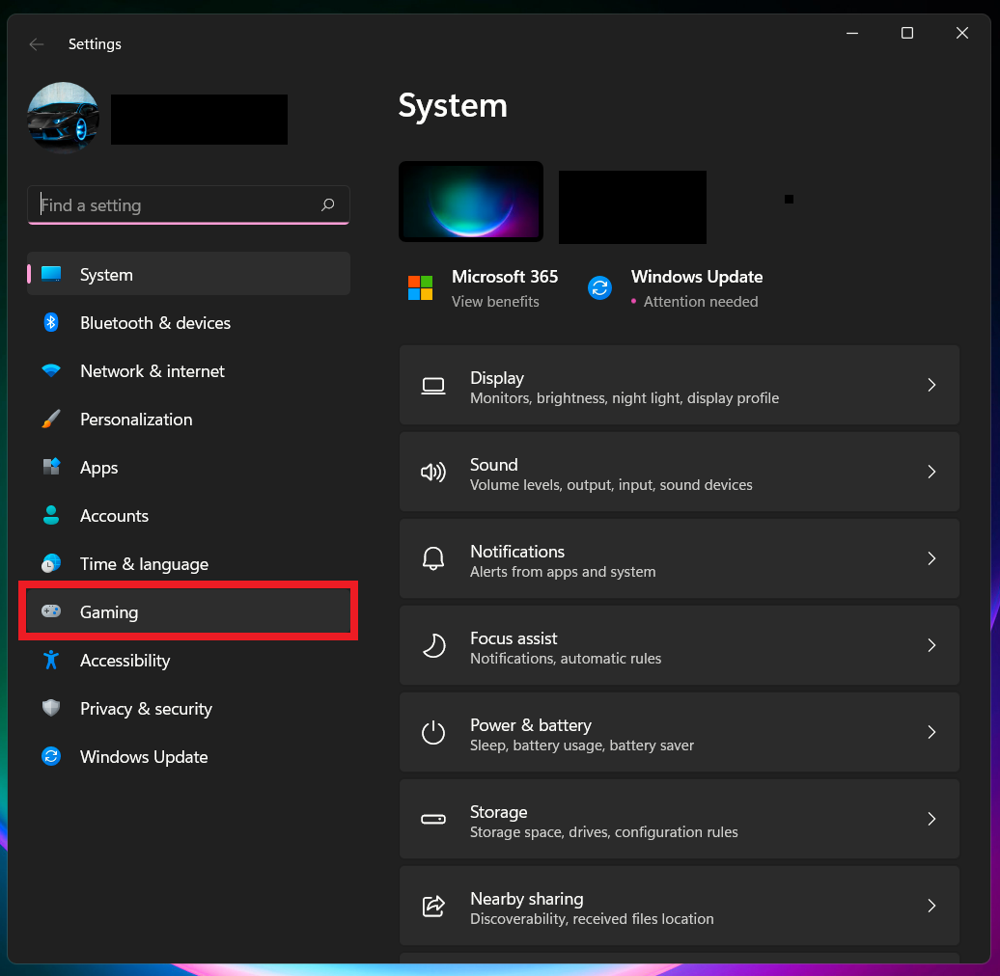 Settings
Find a setting
System
Bluetooth & devices
Network & internet
Personalization
Apps
Accounts
Time & language
Gaming
Accessibility
Privacy & security
Windows Update
System
Microsoft 365
View benefits
Windows Update
Attention needed
Display
Monitors, brightness, night light, display profile
Sound
Volume levels, output, input, sound devices
Notifications
Alerts from apps and system
Focus assist
Notifications, automatic rules
Power & battery
Sleep, battery usage, battery saver
Storage
Storage space, drives, configuration rules
Nearby sharing
Discoverability, received files location